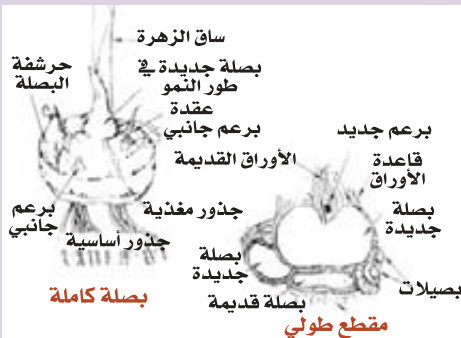 ساق الزهرة
حرشفة
البصلة
بصلة جديدة في
طور النمو
عقدة
برعم جانبي
برعم جديد
الأوراق القديمة
قاعدة
الأوراق
برعم
جانبي
جذور مغذية
جذور أساسية
بصلة
جديدة
بصلة
جديدة
بصلة قديمة
بصيلات
بصلة كاملة
مقطع طولي